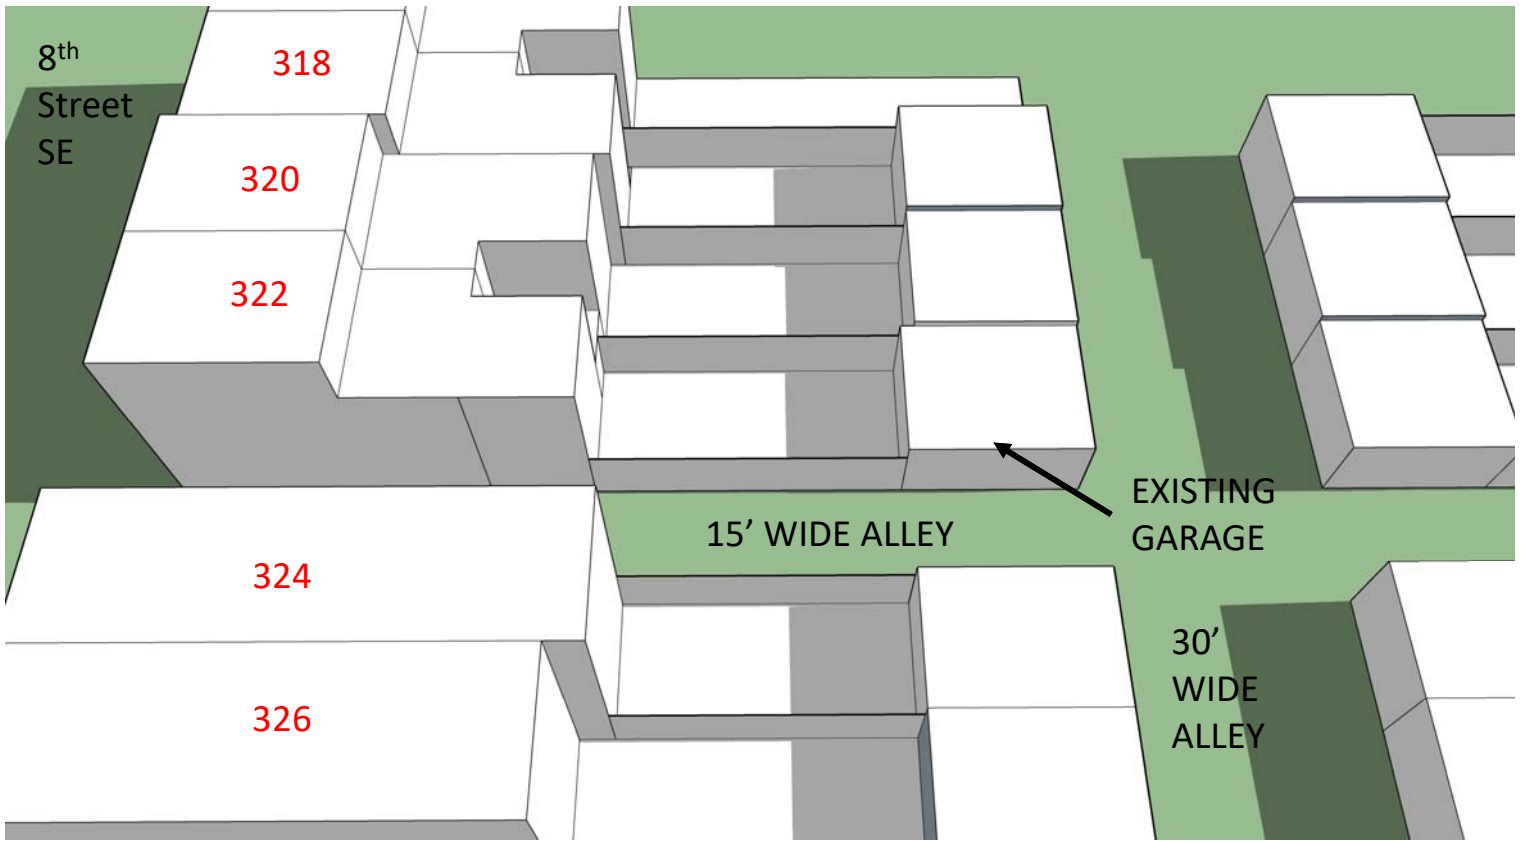 8th
Street
SE
318
320
322
EXISTING
GARAGE
15’ WIDE ALLEY
324
326
30’
WIDE
ALLEY